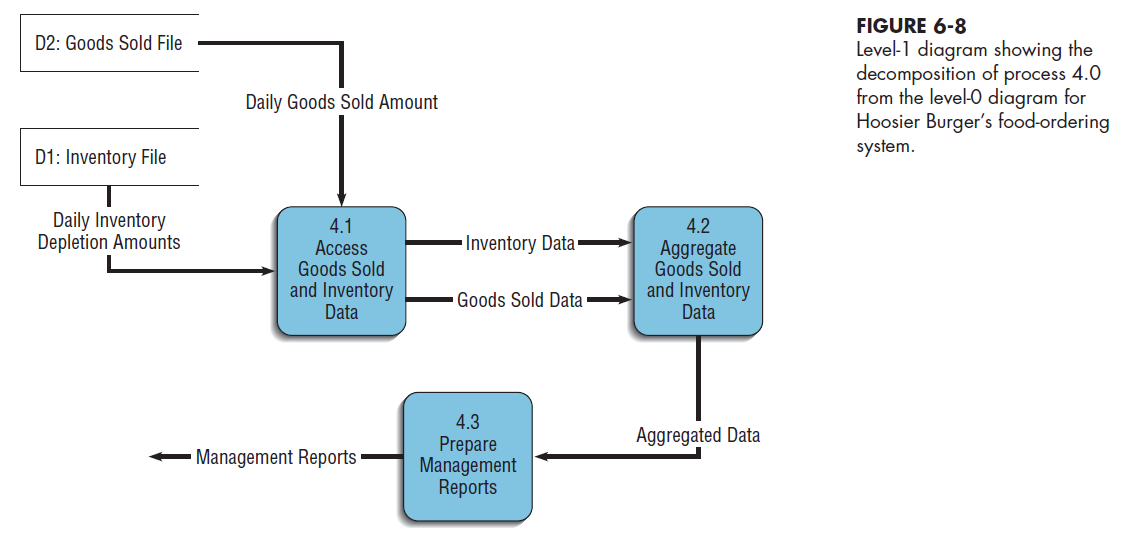 D2: Goods Sold File
Daily Goods Sold Amount
D1: Inventory File
Daily Inventory
Depletion Amounts
4.1
Access
Goods Sold
and Inventory
Data
Inventory Data
Goods Sold Data
4.2
Aggregate
Goods Sold
and Inventory
Data
Aggregated Data
4.3
Prepare
Management
Reports
Management Reports
FIGURE 6-8
Level-1 diagram showing the
decomposition of process 4.0
from the level-0 diagram for
Hoosier Burger’s food-ordering
system.